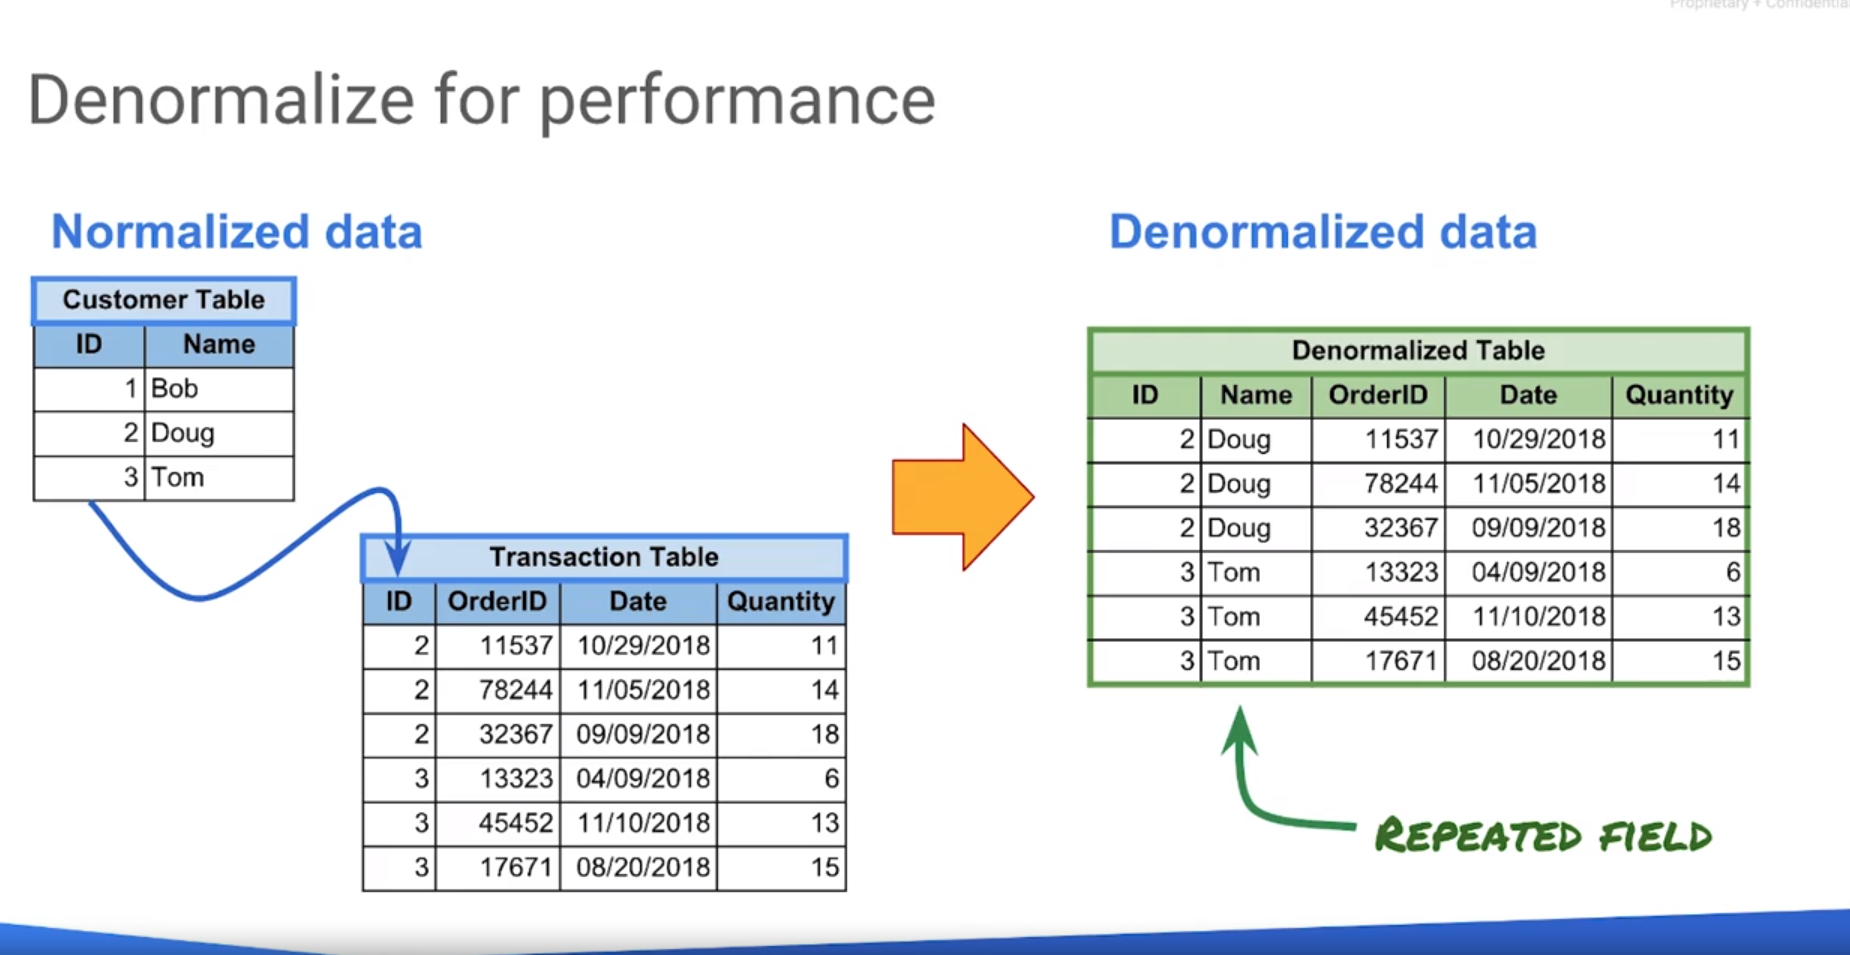 Proprietary + Confidential
Denormalize for performance
Normalized data
Customer Table
ID Name
1 Bob
2 Doug
3 Tom
Transaction Table
ID OrderID Date Quantity
2 11537 10/29/2018 11
2 78244 11/05/2018 14
2 32367 09/09/2018 18
3 13323 04/09/2018 6
3 45452 11/10/2018 13
3 17671 08/20/2018 15
Denormalized data
Denormalized Table
ID Name OrderID Date Quantity
2 Doug 11537 10/29/2018 11
2 Doug 78244 11/05/2018 14
2 Doug 32367 09/09/2018 18
3 Tom 13323 04/09/2018 6
3 Tom 45452 11/10/2018 13
3 Tom 17671 08/20/2018 15
REPEATED FIELD